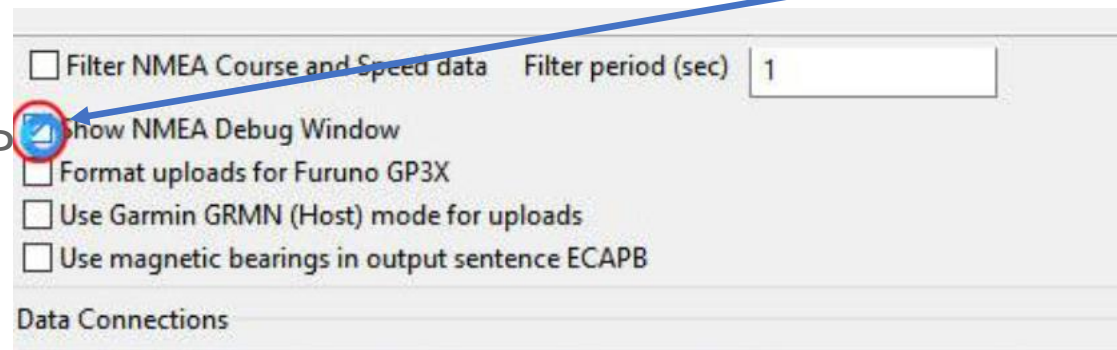 Filter NMEA Course and Speed data Filter period (sec) 1
Show NMEA Debug Window
Format uploads for Furuno GP3X
Use Garmin GRMN (Host) mode for uploads
Use magnetic bearings in output sentence ECAPB
Data Connections